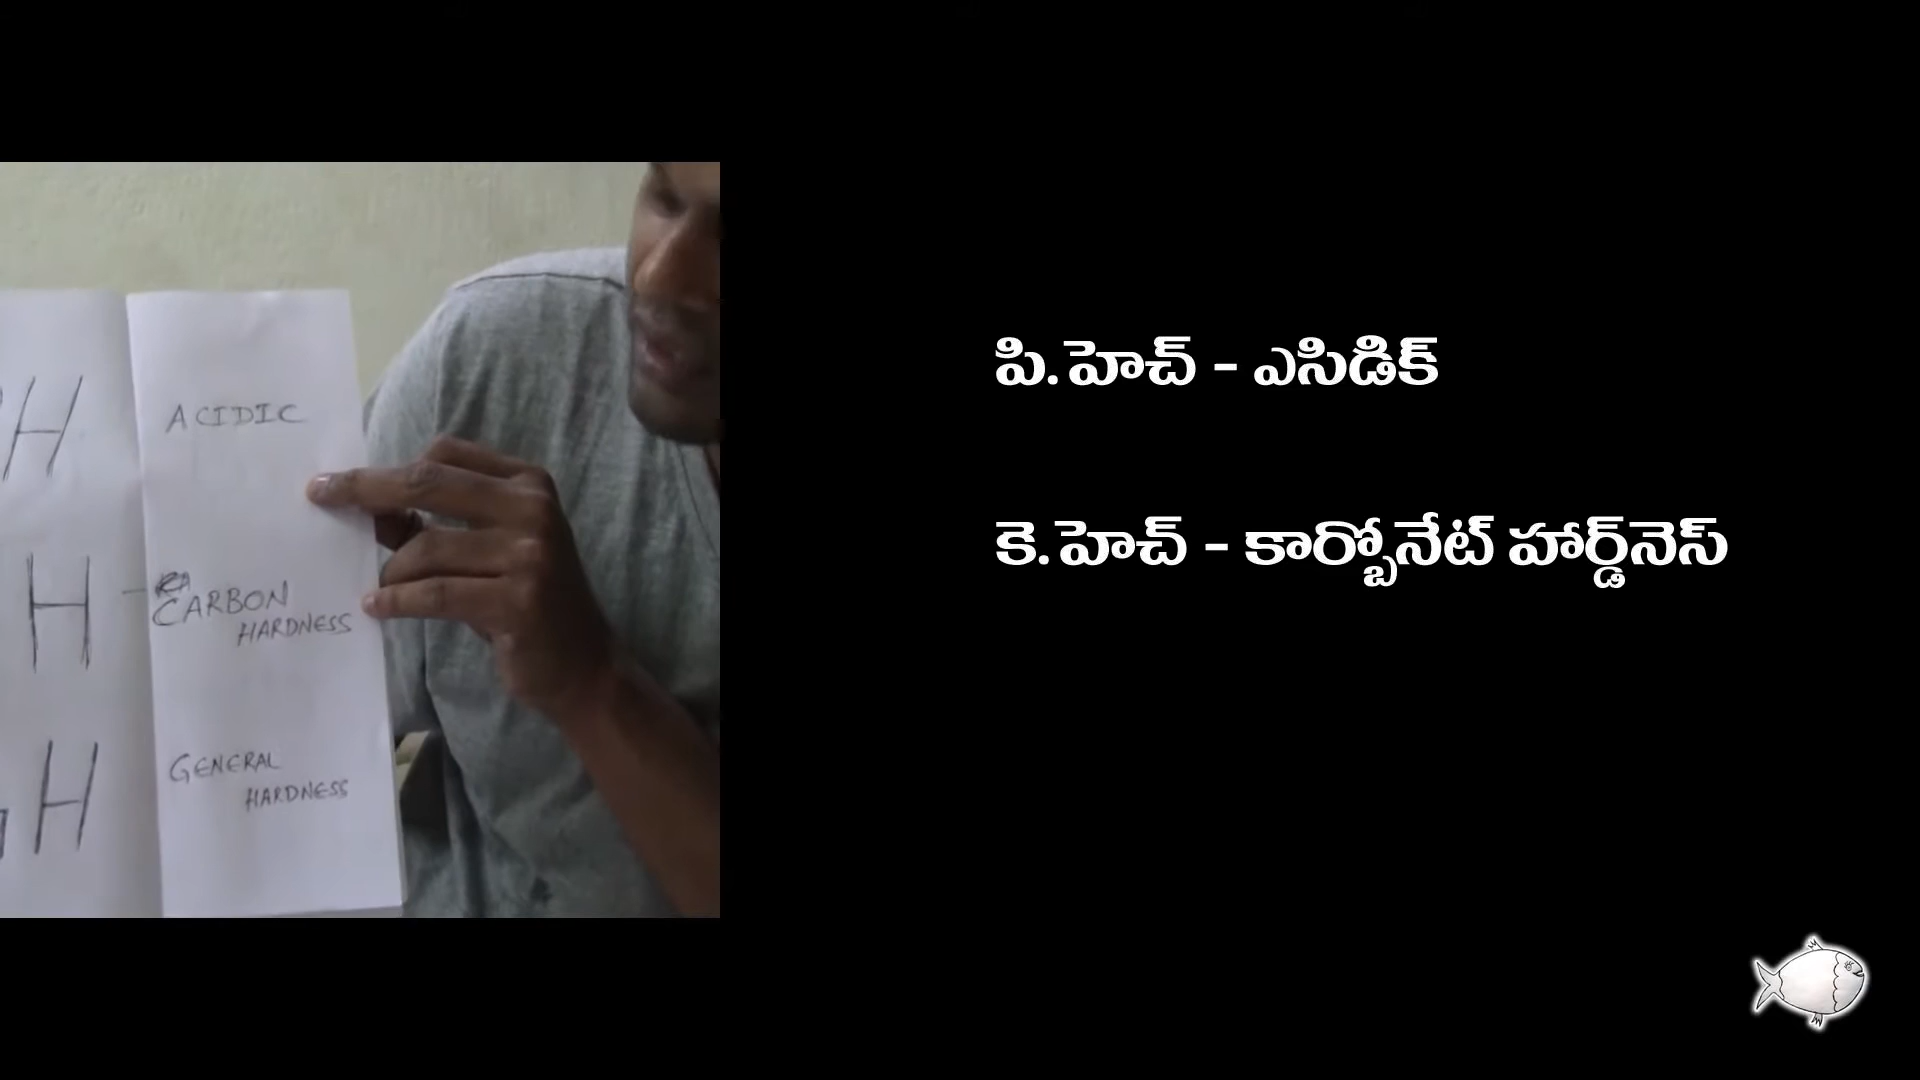 H ACIDIC
H - CARBON
HARDNESS
H GENERAL
HARDNESS
పి.హెచ్ - ఎసిడిక్
కె.హెచ్ - కార్బోనేట్ హార్డ్‌నెస్